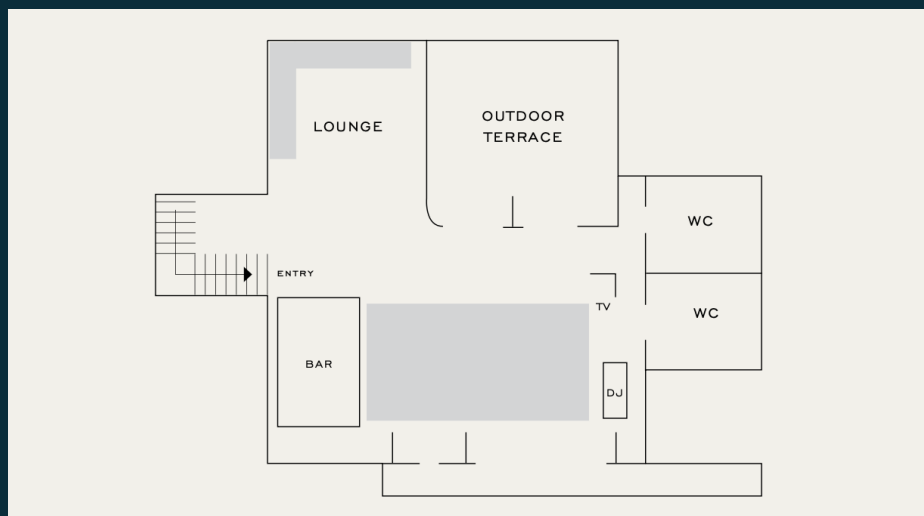 OUTDOOR
TERRACE
LOUNGE
WC
ENTRY
TV
WC
BAR
DJ